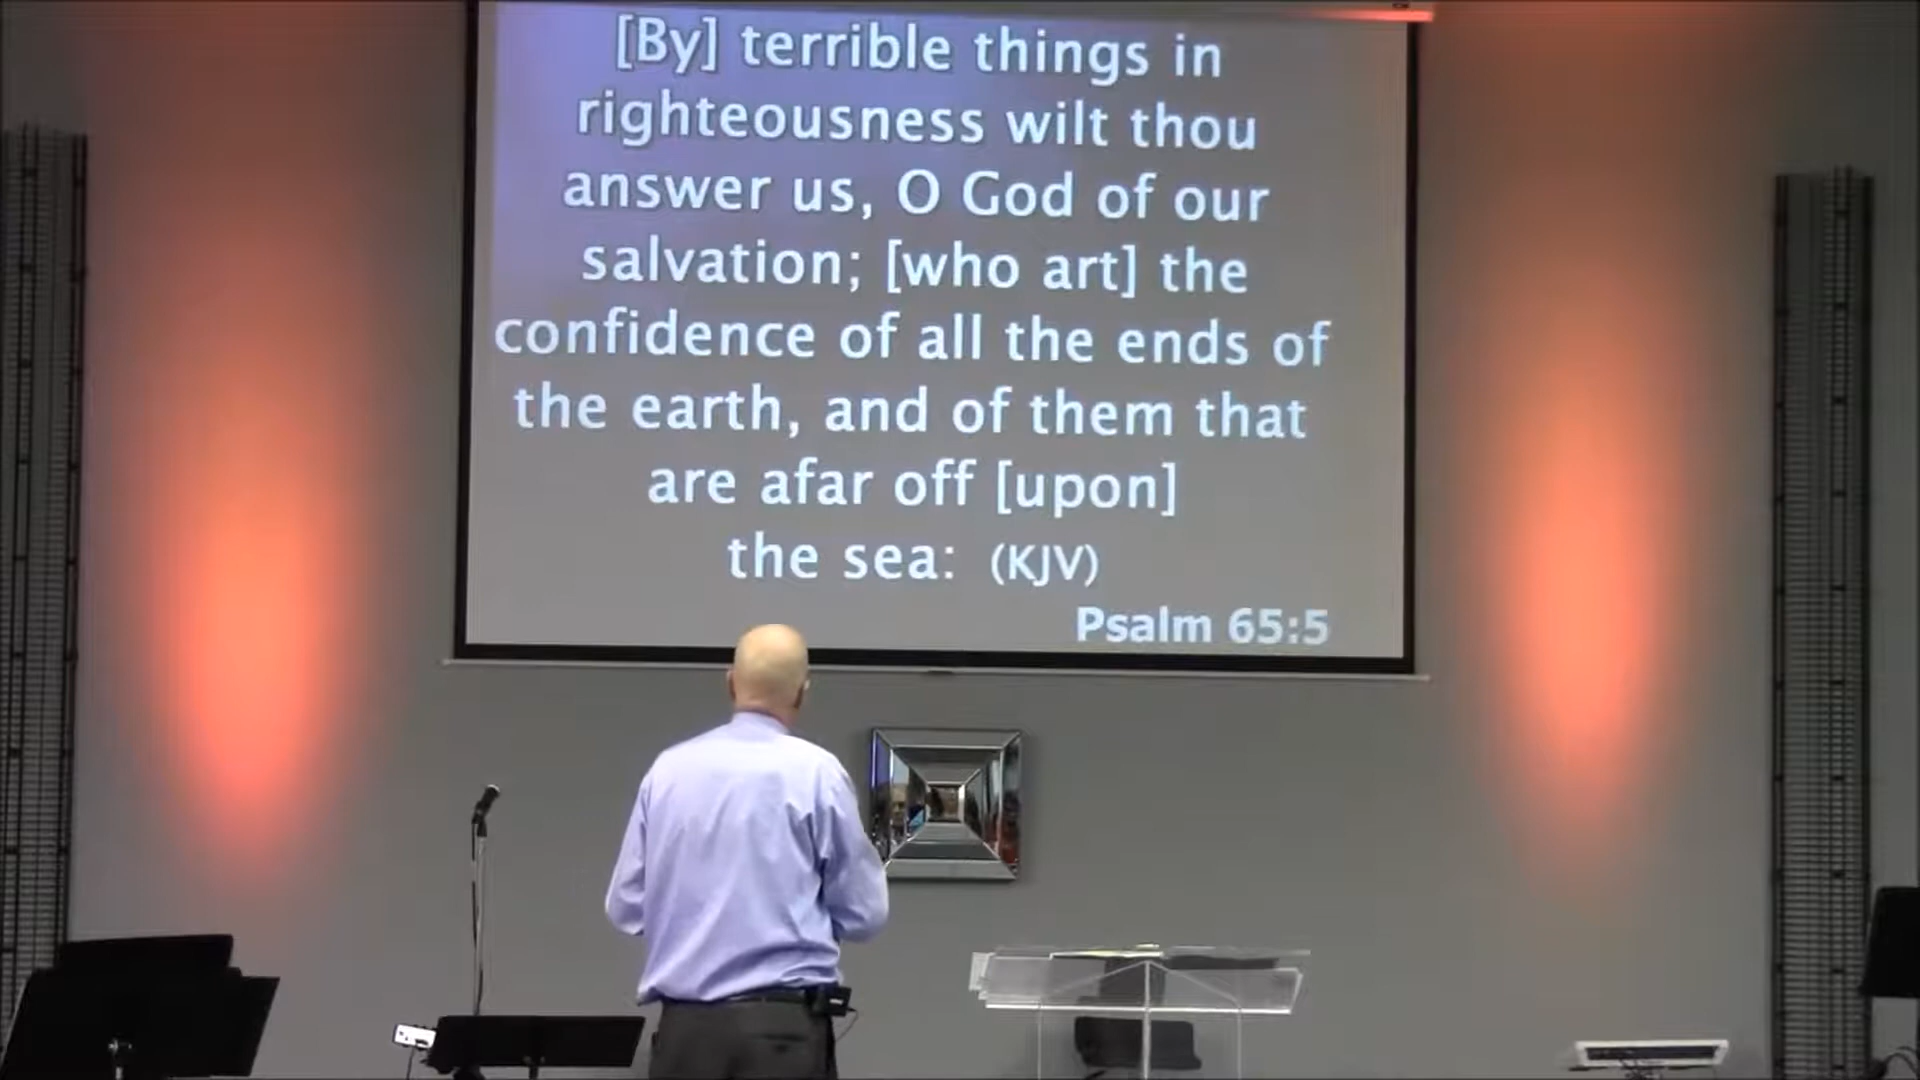 [By] terrible things in
righteousness wilt thou
answer us, O God of our
salvation; [who art] the
confidence of all the ends of
the earth, and of them that
are afar off [upon]
the sea: (KJV)
Psalm 65:5